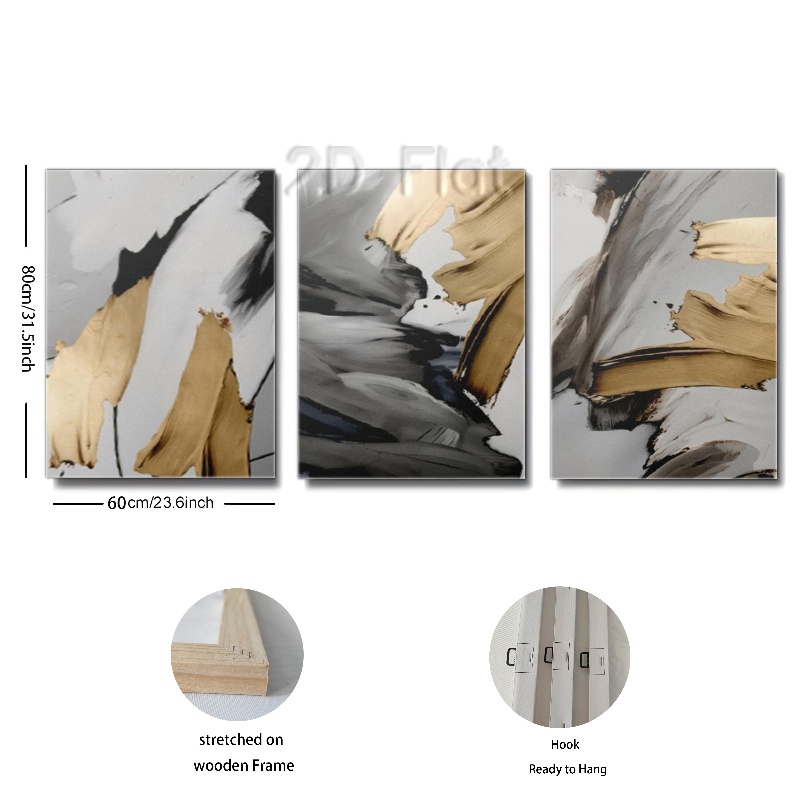 2D Flat
80cm/31.5inch
60cm/23.6inch
stretched on
wooden Frame
Hook
Ready to Hang